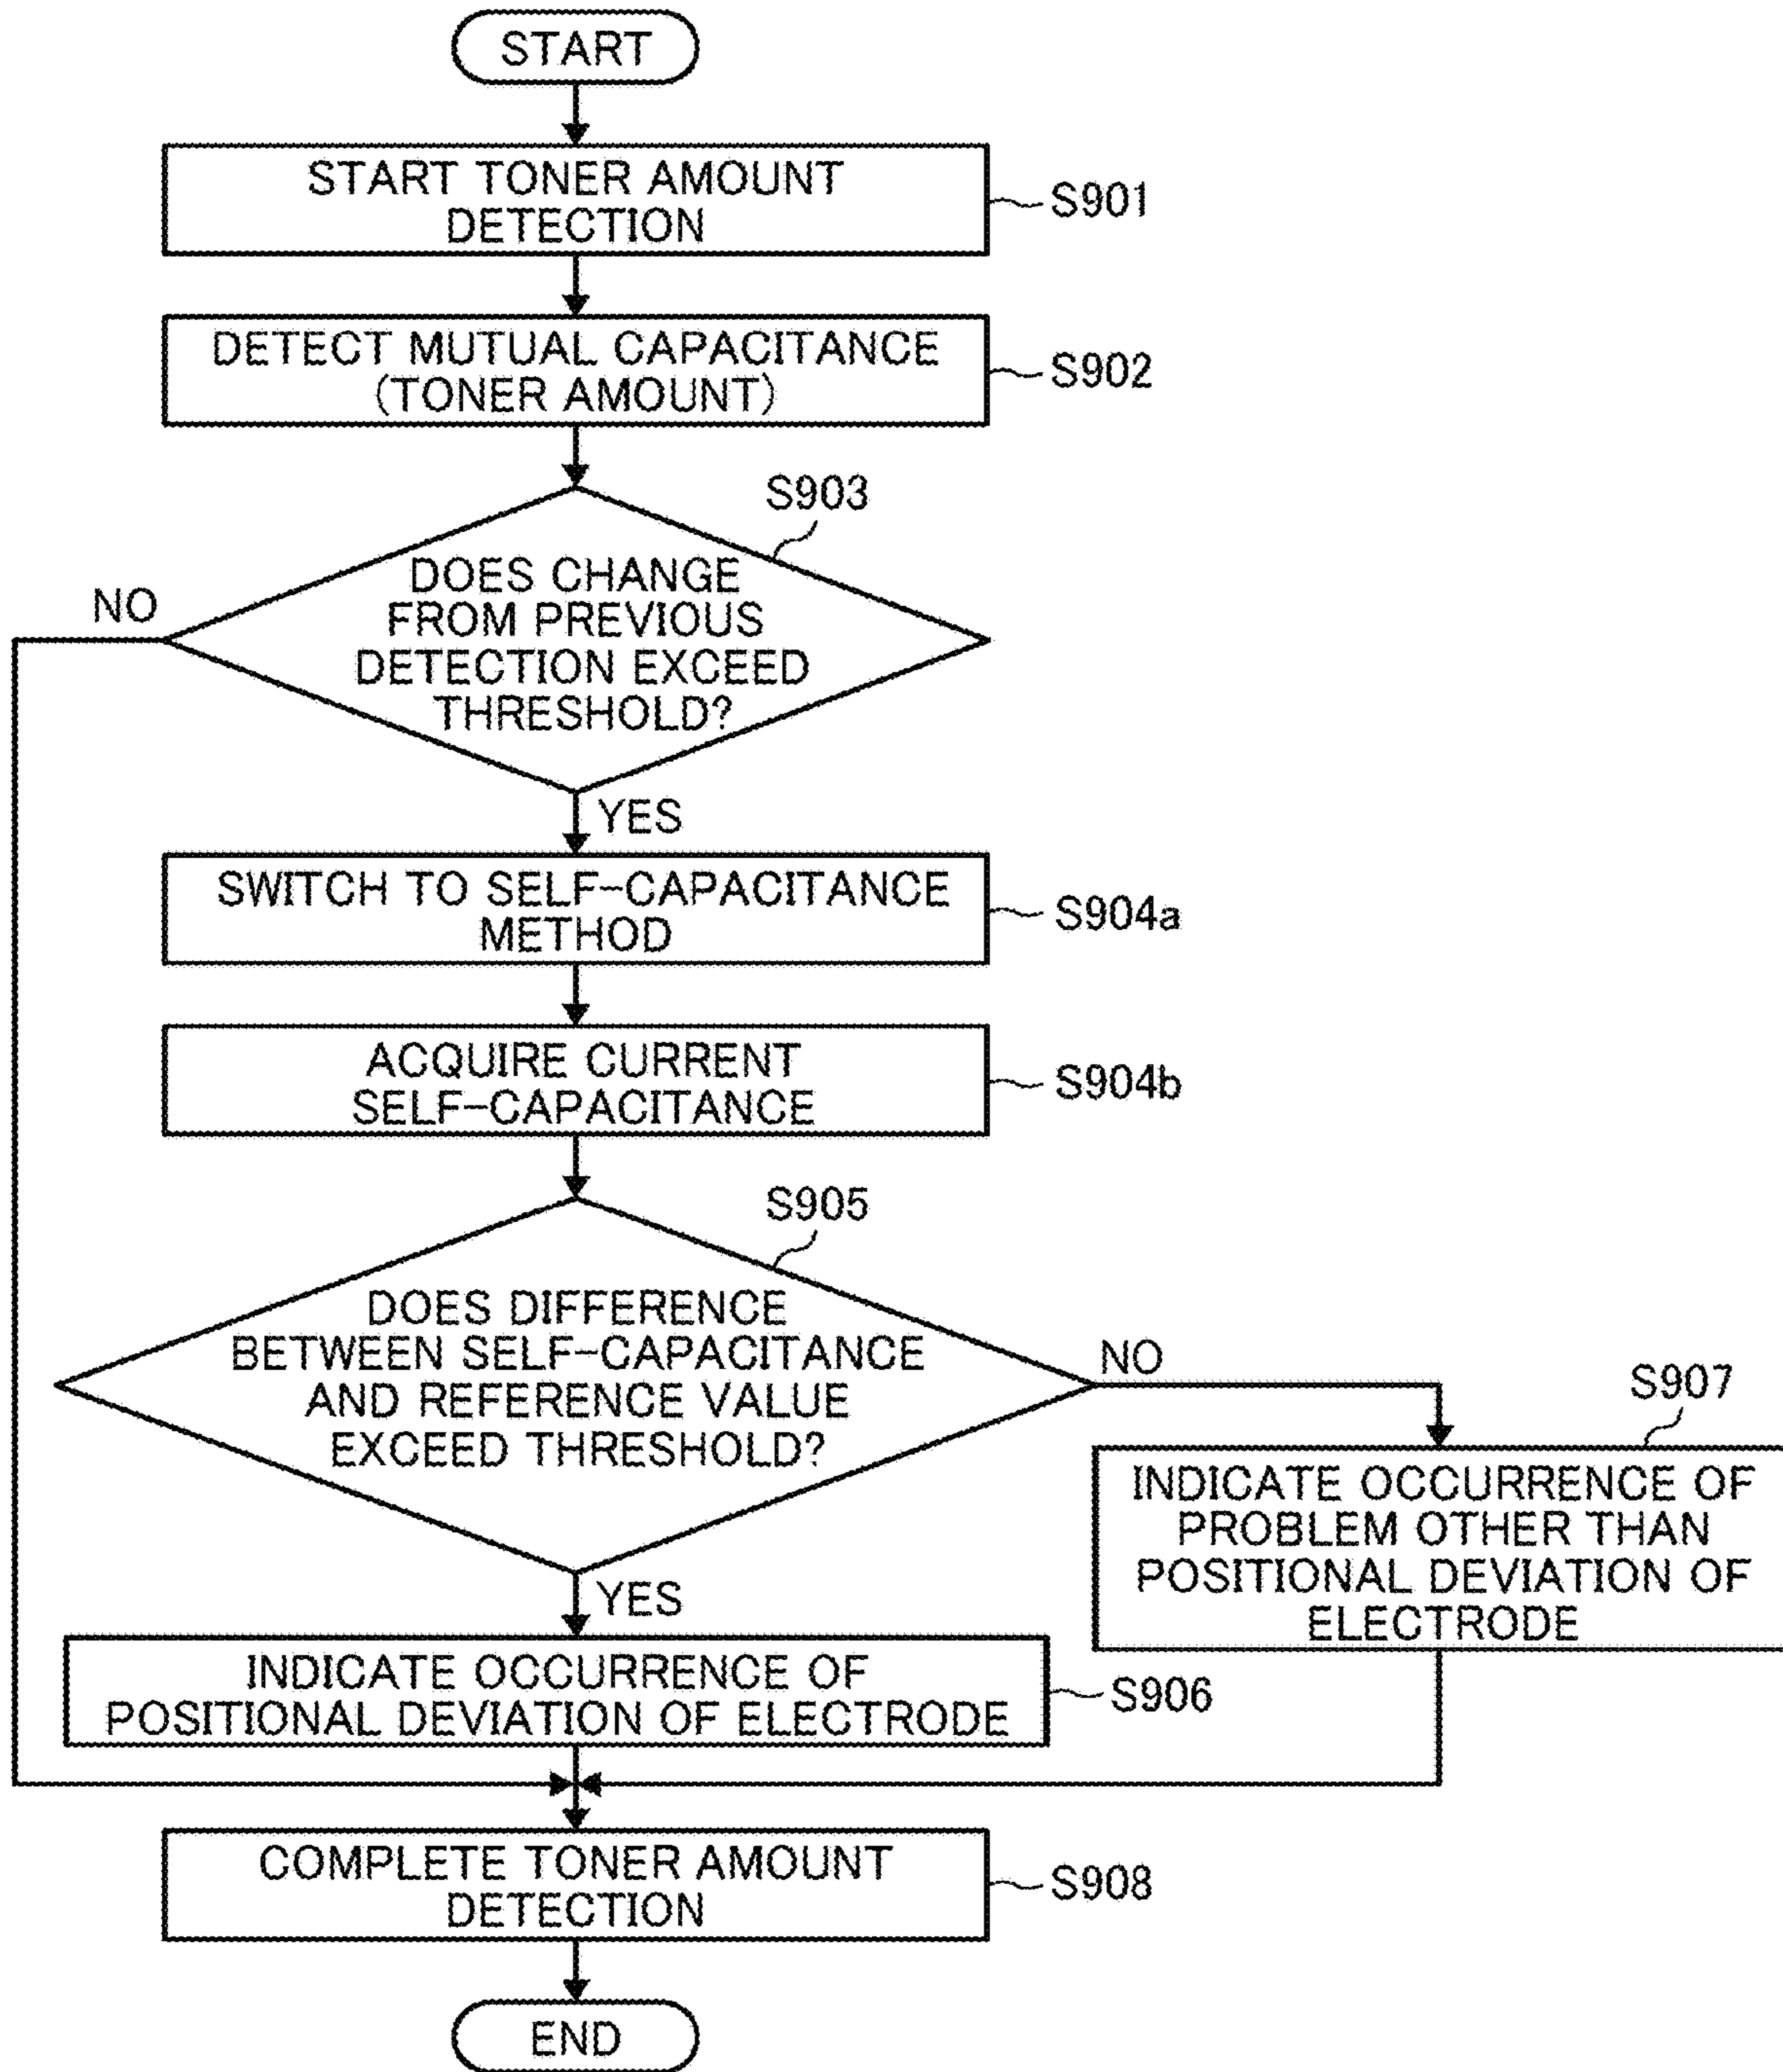 START
START TONER AMOUNT
DETECTION
S901
DETECT MUTUAL CAPACITANCE
(TONER AMOUNT)
S902
S903
DOES CHANGE
FROM PREVIOUS
DETECTION EXCEED
THRESHOLD?
NO
YES
SWITCH TO SELF-CAPACITANCE
METHOD
S904a
ACQUIRE CURRENT
SELF-CAPACITANCE
S904b
S905
DOES DIFFERENCE
BETWEEN SELF-CAPACITANCE
AND REFERENCE VALUE
EXCEED THRESHOLD?
NO
S907
INDICATE OCCURRENCE OF
PROBLEM OTHER THAN
POSITIONAL DEVIATION OF
ELECTRODE
YES
INDICATE OCCURRENCE OF
POSITIONAL DEVIATION OF ELECTRODE
S906
COMPLETE TONER AMOUNT
DETECTION
S908
END